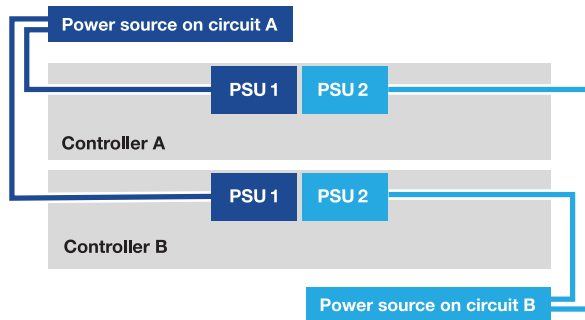 Power source on circuit A
PSU 1 PSU 2
Controller A
PSU 1 PSU 2
Controller B
Power source on circuit B